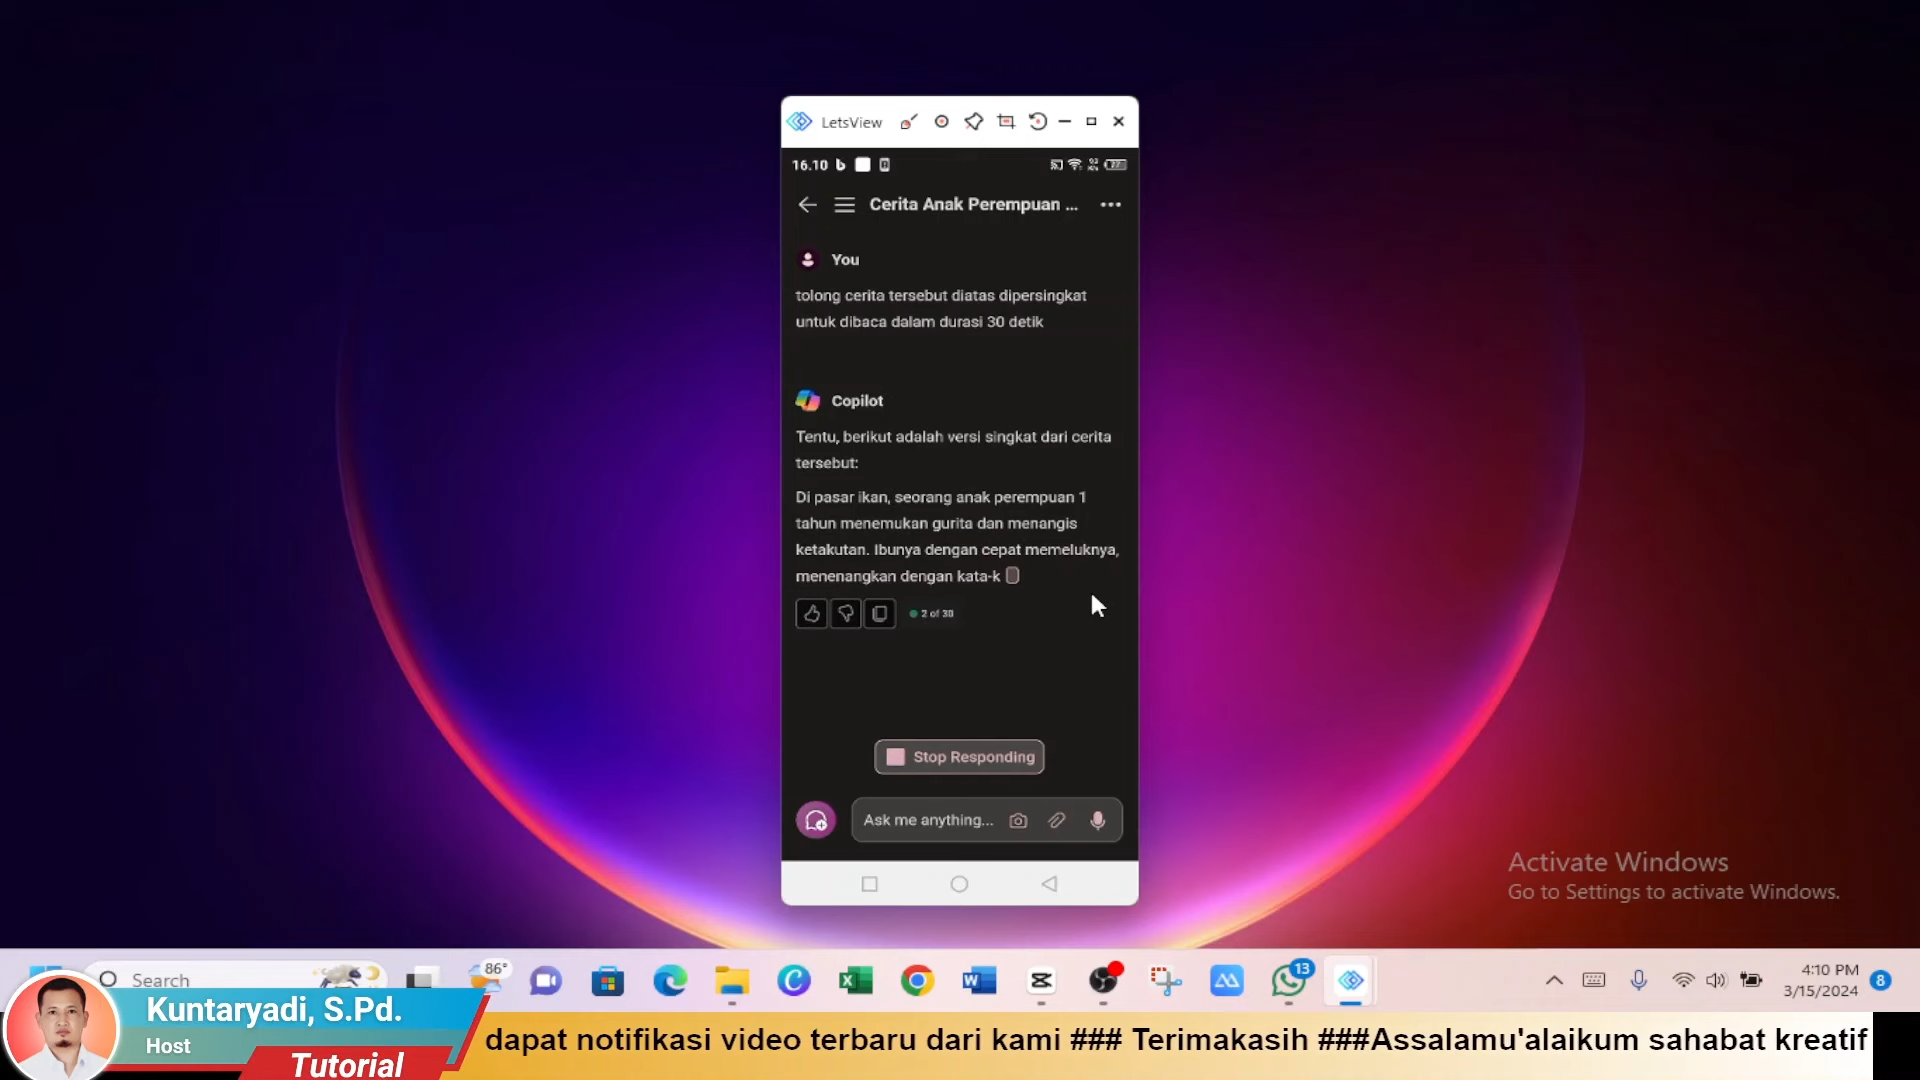 LetsView
16.10
Cerita Anak Perempuan ...
You
tolong cerita tersebut diatas dipersingkat
untuk dibaca dalam durasi 30 detik
Copilot
Tentu, berikut adalah versi singkat dari cerita
tersebut:
Di pasar ikan, seorang anak perempuan 1
tahun menemukan gurita dan menangis
ketakutan. Ibunya dengan cepat memeluknya,
menenangkan dengan kata-k
2 of 30
Stop Responding
Ask me anything...
Activate Windows
Go to Settings to activate Windows.
Search
86°
13
4:10 PM
3/15/2024
8
Kuntaryadi, S.Pd.
Host
Tutorial
dapat notifikasi video terbaru dari kami ### Terimakasih ###Assalamu'alaikum sahabat kreatif